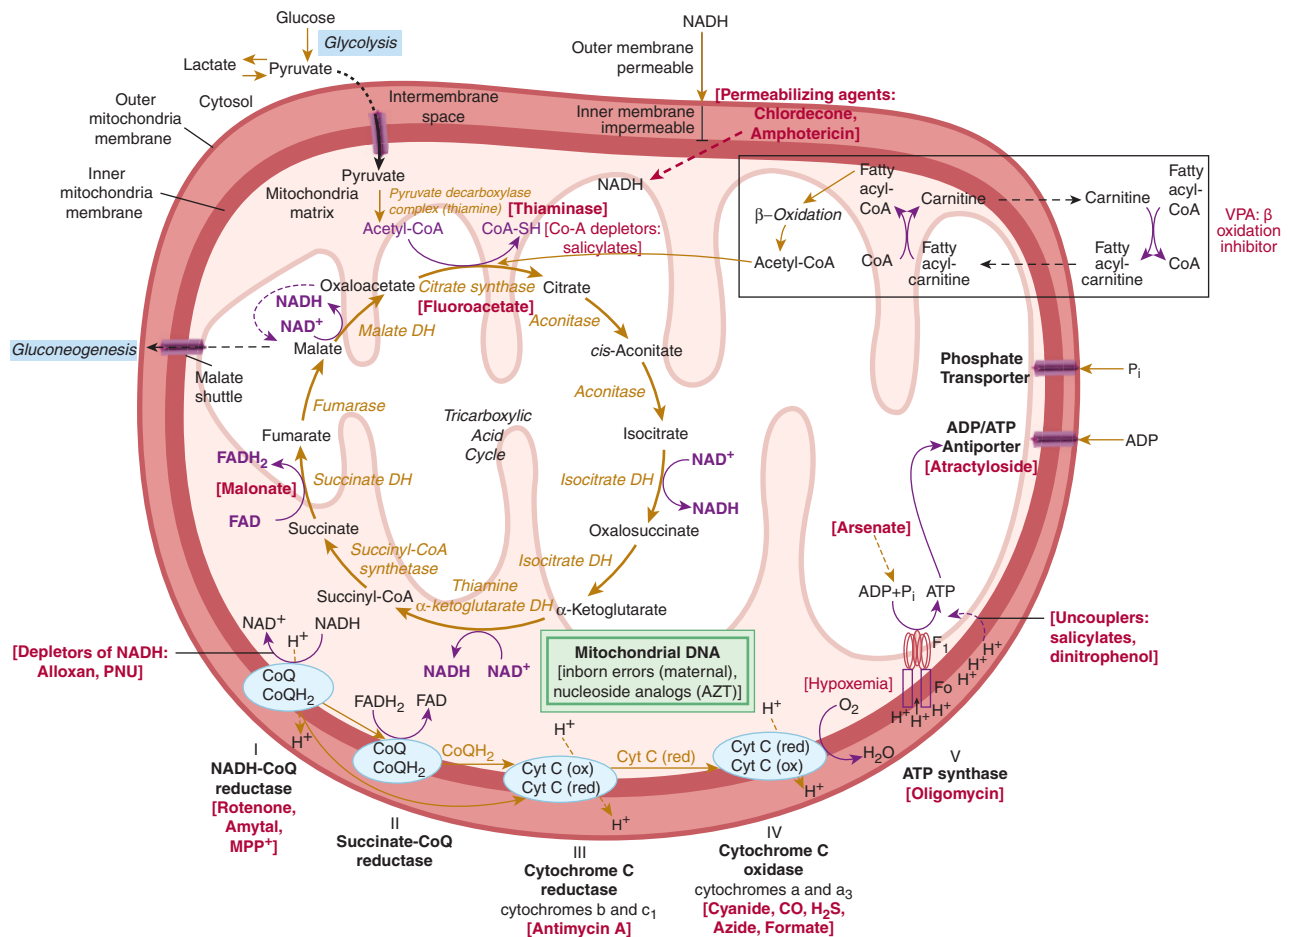 Glucose
Glycolysis
Lactate
Pyruvate
Cytosol
Outer
mitochondria
membrane
Inner
mitochondria
membrane
Intermembrane
space
NADH
Outer membrane
permeable
Inner membrane
impermeable
[Permeabilizing agents:
Chlordecone,
Amphotericin]
NADH
Pyruvate
Mitochondria
matrix
Pyruvate decarboxylase
complex (thiamine)
[Thiaminase]
Acetyl-CoA
CoA-SH
[Co-A depletors:
salicylates]
Fatty
acyl-
CoA
Carnitine
Carnitine
Fatty
acyl-
CoA
β–Oxidation
Acetyl-CoA
CoA
Fatty
acyl-
carnitine
Fatty
acyl-
carnitine
CoA
VPA: β
oxidation
inhibitor
Oxaloacetate
Citrate synthase
[Fluoroacetate]
Citrate
NADH
NAD+
Malate DH
Malate
Aconitase
cis-Aconitate
Aconitase
Gluconeogenesis
Malate
shuttle
Fumarase
Fumarate
Tricarboxylic
Acid
Cycle
Isocitrate
FADH2
[Malonate]
FAD
Succinate DH
Succinate
Isocitrate DH
NAD+
NADH
Oxalosuccinate
Isocitrate DH
Succinyl-CoA
synthetase
Succinyl-CoA
Thiamine
α-ketoglutarate DH
α-Ketoglutarate
NADH
NAD+
Phosphate
Transporter
Pi
ADP/ATP
Antiporter
[Atractyloside]
ADP
[Arsenate]
ADP+Pi
ATP
F1
Fo
H+
H+
H+
H+
H+
H+
[Uncouplers:
salicylates,
dinitrophenol]
Mitochondrial DNA
[inborn errors (maternal),
nucleoside analogs (AZT)]
[Depletors of NADH:
Alloxan, PNU]
NAD+
H+
NADH
CoQ
CoQH2
H+
I
NADH-CoQ
reductase
[Rotenone,
Amytal,
MPP+]
FADH2
FAD
CoQ
CoQH2
CoQH2
II
Succinate-CoQ
reductase
H+
Cyt C (ox)
Cyt C (red)
H+
Cyt C (red)
III
Cytochrome C
reductase
cytochromes b and c1
[Antimycin A]
H+
Cyt C (red)
Cyt C (ox)
H+
[Hypoxemia]
O2
H2O
IV
Cytochrome C
oxidase
cytochromes a and a3
[Cyanide, CO, H2S,
Azide, Formate]
V
ATP synthase
[Oligomycin]